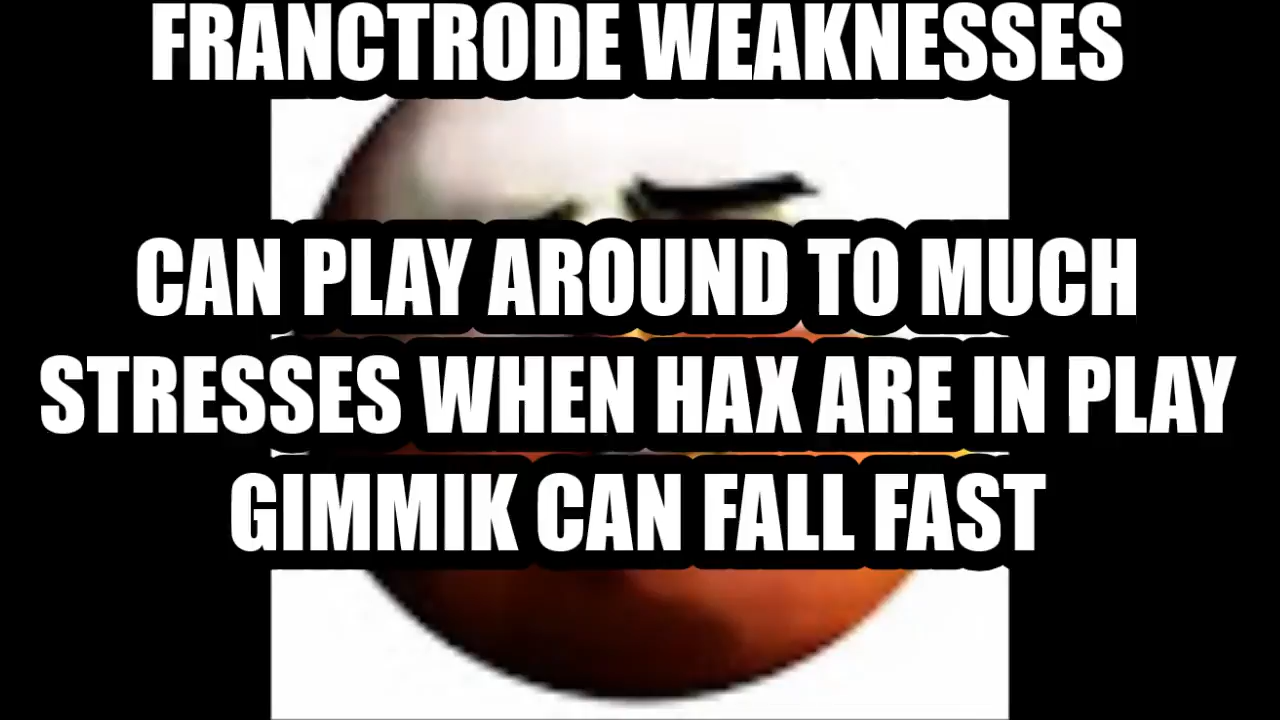 FRANCTRODE WEAKNESSES
CAN PLAY AROUND TO MUCH
STRESSES WHEN HAX ARE IN PLAY
GIMMIK CAN FALL FAST